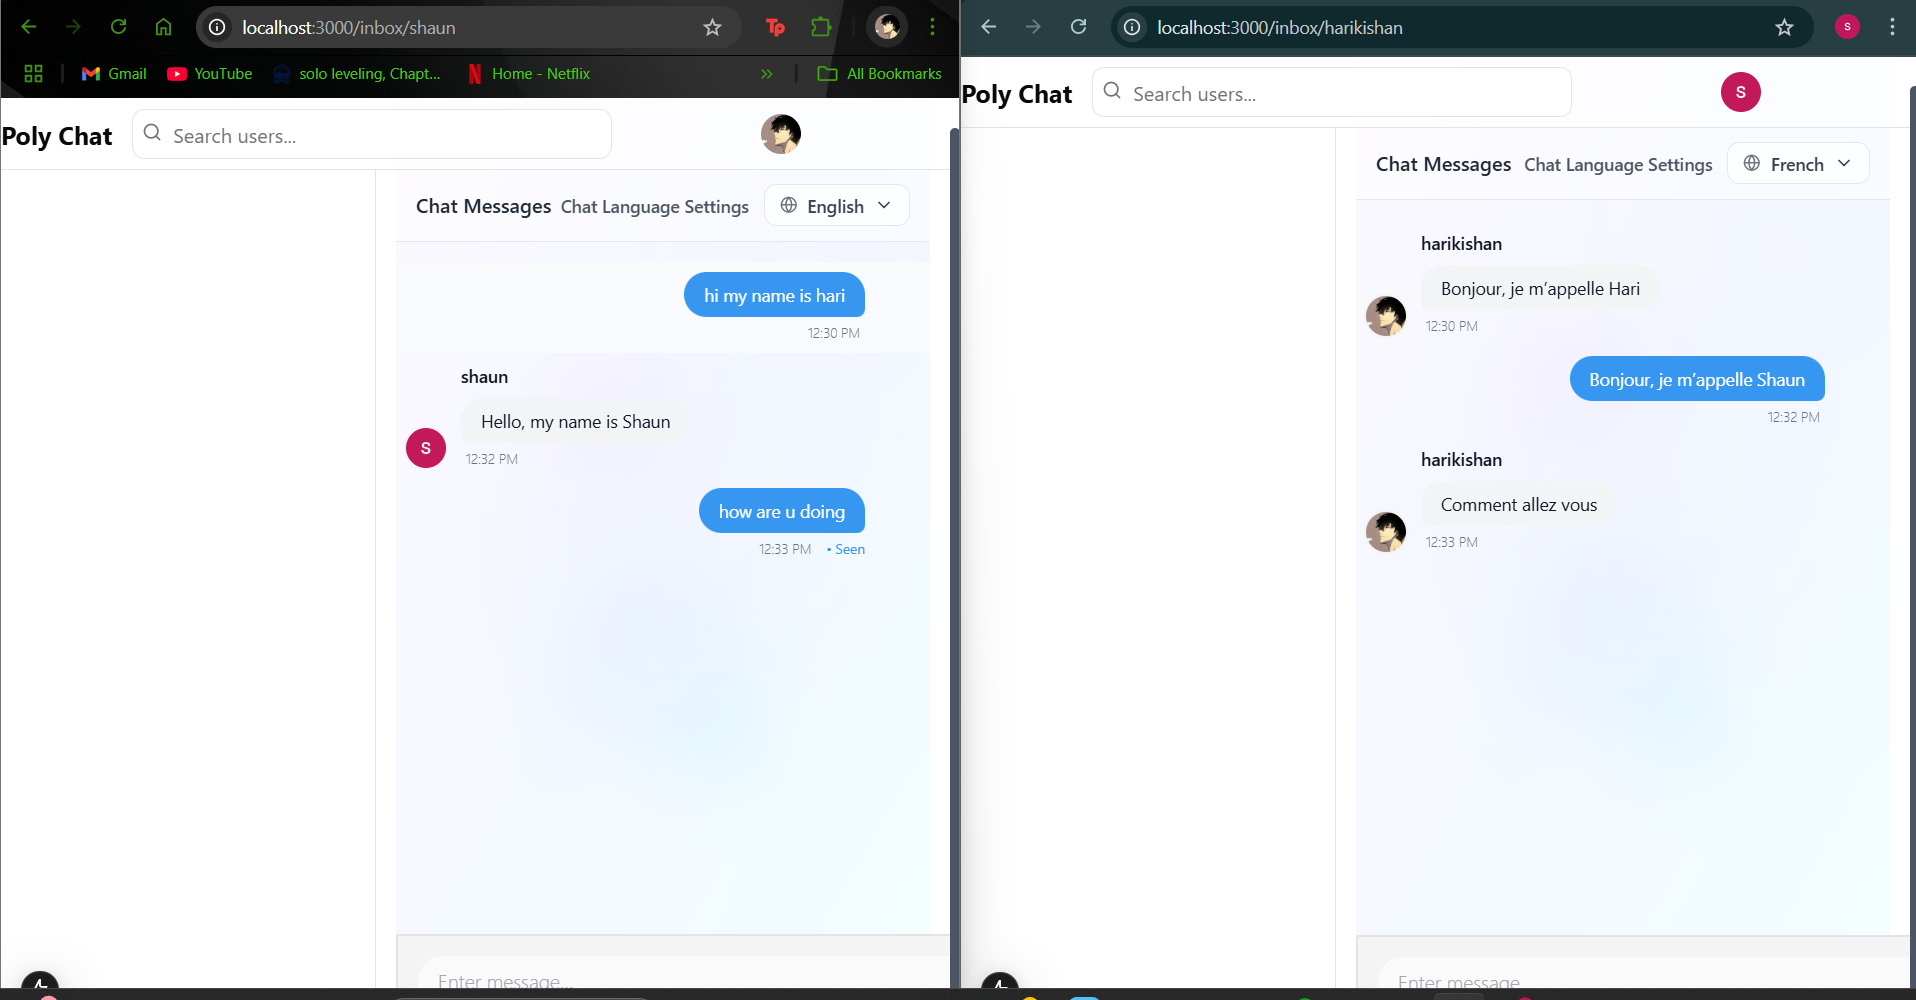 localhost:3000/inbox/shaun
Tp
Gmail
YouTube
solo leveling, Chapt...
Home - Netflix
»
All Bookmarks
Poly Chat
Search users...
Chat Messages
Chat Language Settings
English
hi my name is hari
12:30 PM
shaun
Hello, my name is Shaun
S
12:32 PM
how are u doing
12:33 PM • Seen
Enter message...
localhost:3000/inbox/harikishan
S
Poly Chat
Search users...
S
Chat Messages
Chat Language Settings
French
harikishan
Bonjour, je m’appelle Hari
12:30 PM
Bonjour, je m’appelle Shaun
12:32 PM
harikishan
Comment allez vous
12:33 PM
Enter message